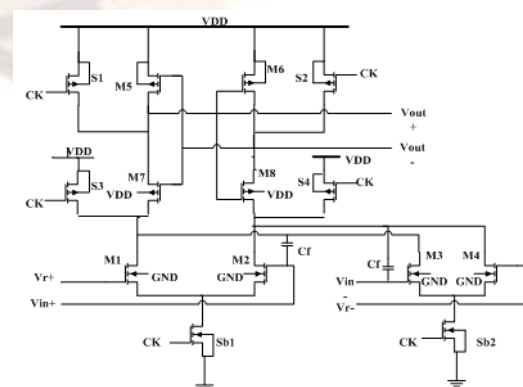 VDD
S1
M5
M6
S2
CK
CK
Vout
+
Vout
-
VDD
VDD
S3
M7
M8
S4
CK
VDD
VDD
CK
M1
M2
Cf
Cf
M3
M4
Vr+
GND
GND
Vin
GND
GND
Vin+
-
Vr-
CK
Sb1
CK
Sb2